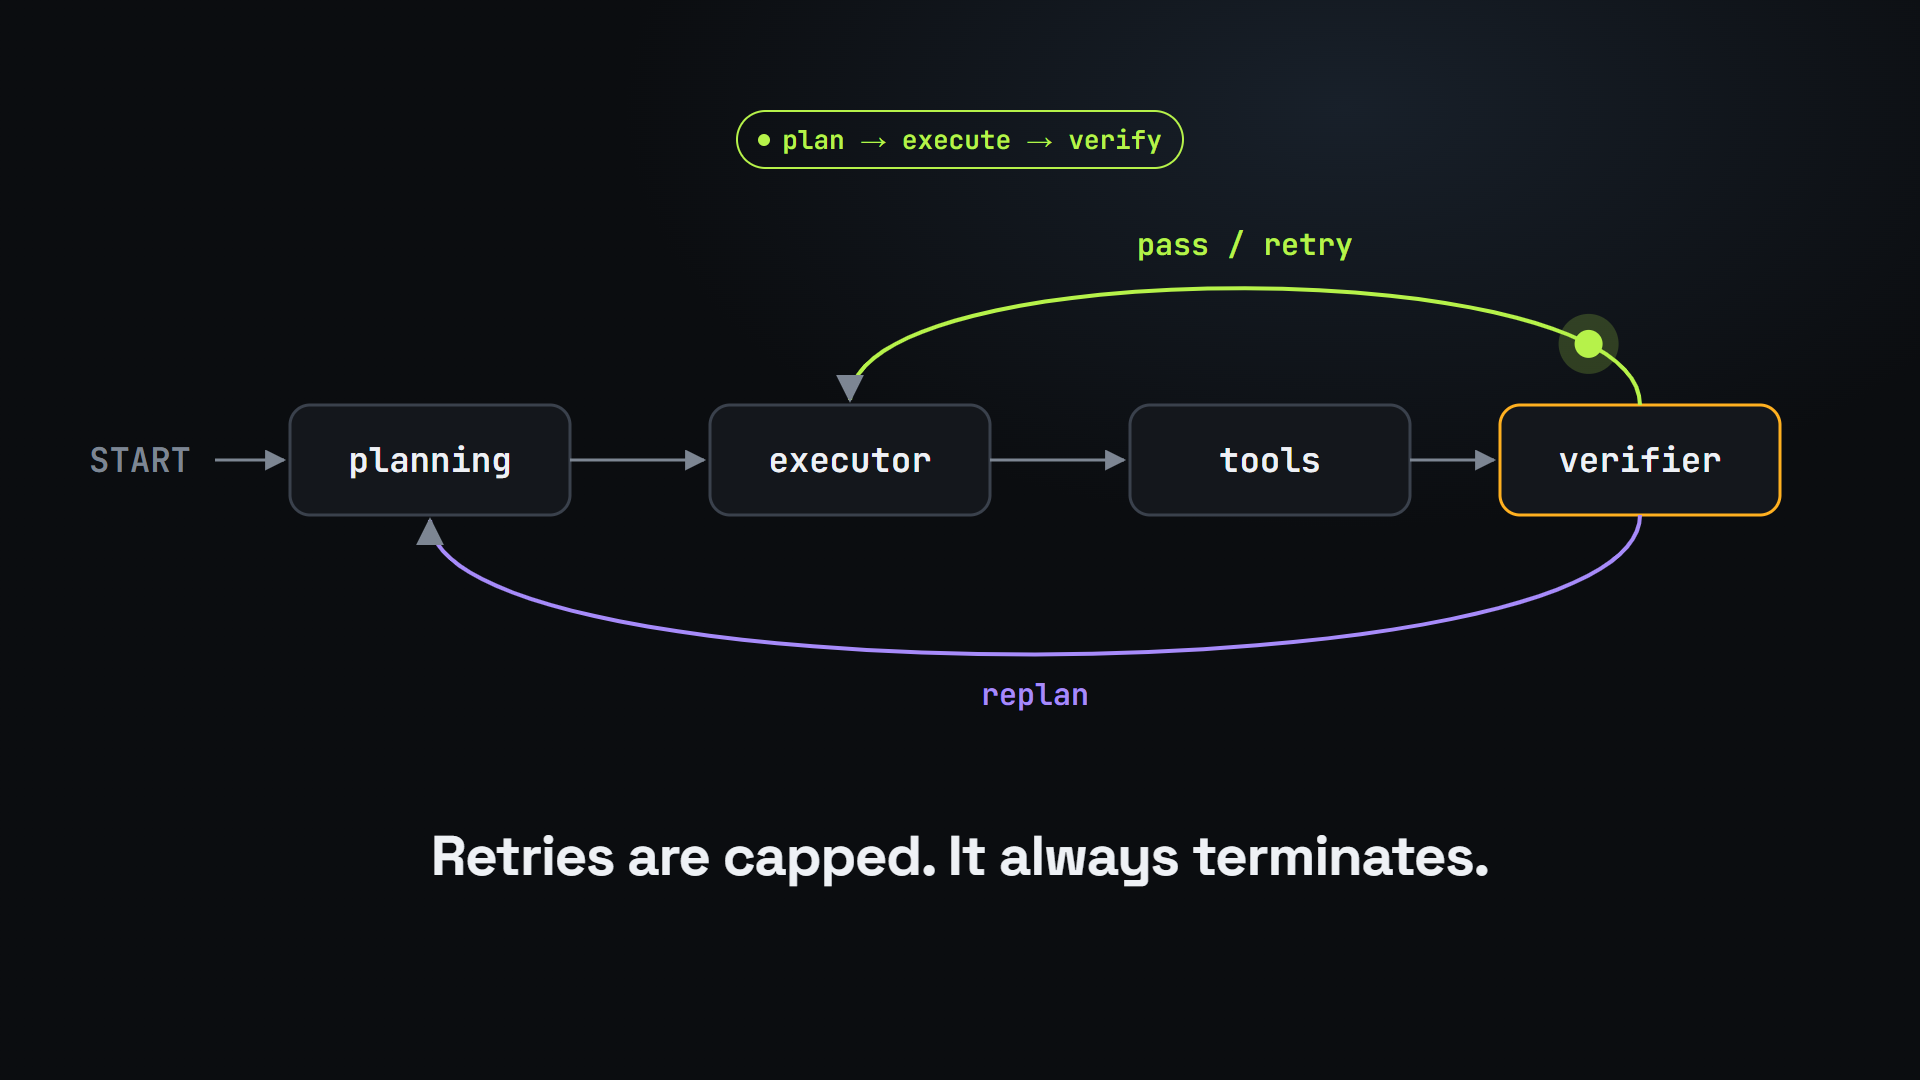 plan → execute → verify
pass / retry
START
planning
executor
tools
verifier
replan
Retries are capped. It always terminates.